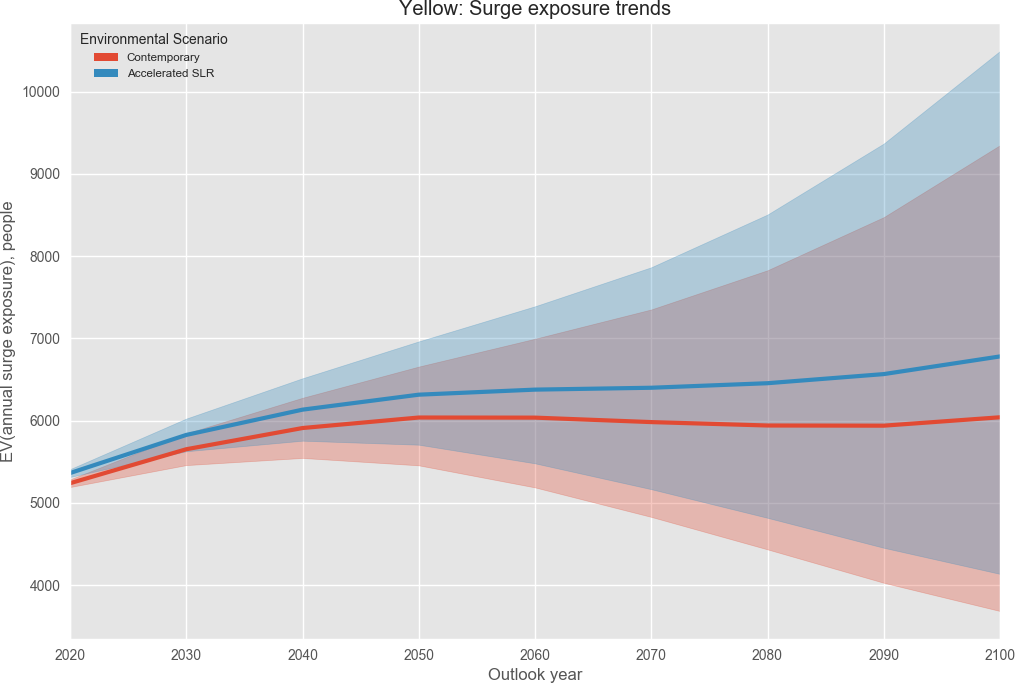 Yellow: Surge exposure trends
Environmental Scenario
Contemporary
Accelerated SLR
EV(annual surge exposure), people
10000
9000
8000
7000
6000
5000
4000
2020 2030 2040 2050 2060 2070 2080 2090 2100
Outlook year